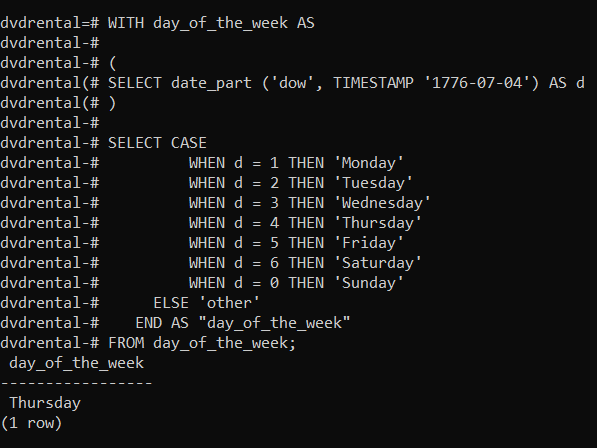 dvdrental=# WITH day_of_the_week AS
dvdrental-#
dvdrental-# (
dvdrental(# SELECT date_part ('dow', TIMESTAMP '1776-07-04') AS d
dvdrental(# )
dvdrental-#
dvdrental-# SELECT CASE
dvdrental-#          WHEN d = 1 THEN 'Monday'
dvdrental-#          WHEN d = 2 THEN 'Tuesday'
dvdrental-#          WHEN d = 3 THEN 'Wednesday'
dvdrental-#          WHEN d = 4 THEN 'Thursday'
dvdrental-#          WHEN d = 5 THEN 'Friday'
dvdrental-#          WHEN d = 6 THEN 'Saturday'
dvdrental-#          WHEN d = 0 THEN 'Sunday'
dvdrental-#      ELSE 'other'
dvdrental-#    END AS "day_of_the_week"
dvdrental-# FROM day_of_the_week;
 day_of_the_week
-----------------
 Thursday
(1 row)